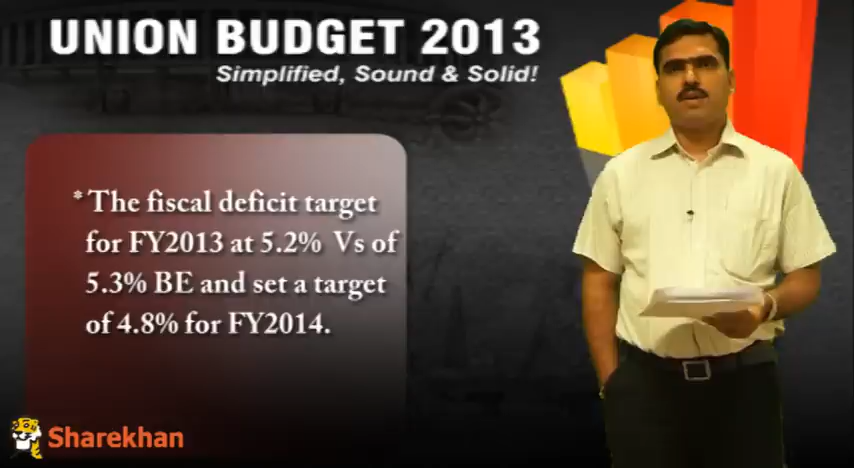 UNION BUDGET 2013
Simplified, Sound & Solid!
* The fiscal deficit target
for FY2013 at 5.2% Vs of
5.3% BE and set a target
of 4.8% for FY2014.
Sharekhan